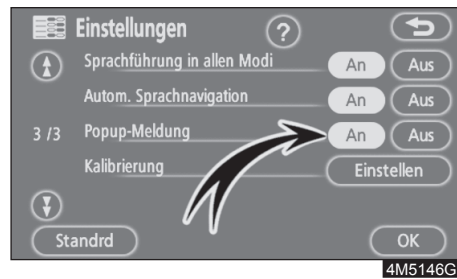 Einstellungen ?
Sprachführung in allen Modi An Aus
Autom. Sprachnavigation An Aus
3 /3 Popup-Meldung An Aus
Kalibrierung Einstellen
Standrd OK
4M5146G